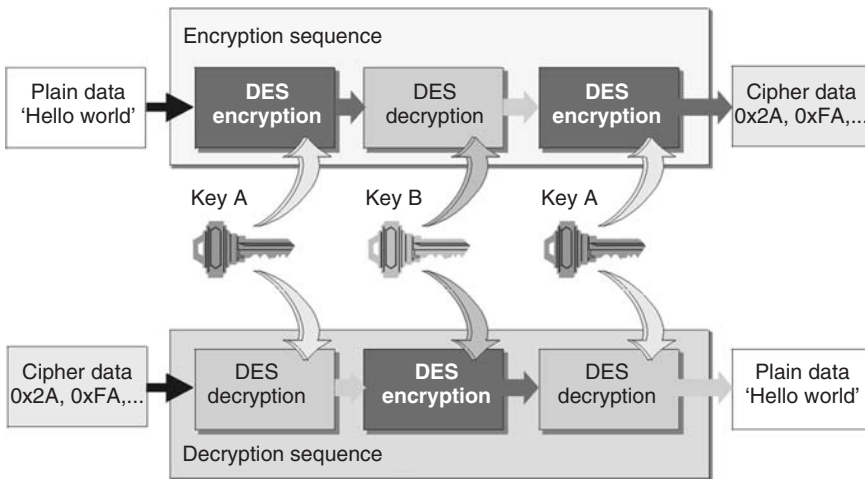 Encryption sequence
Plain data
‘Hello world’
DES
encryption
DES
decryption
DES
encryption
Cipher data
0x2A, 0xFA,...
Key A
Key B
Key A
Cipher data
0x2A, 0xFA,...
DES
decryption
DES
encryption
DES
decryption
Plain data
‘Hello world’
Decryption sequence